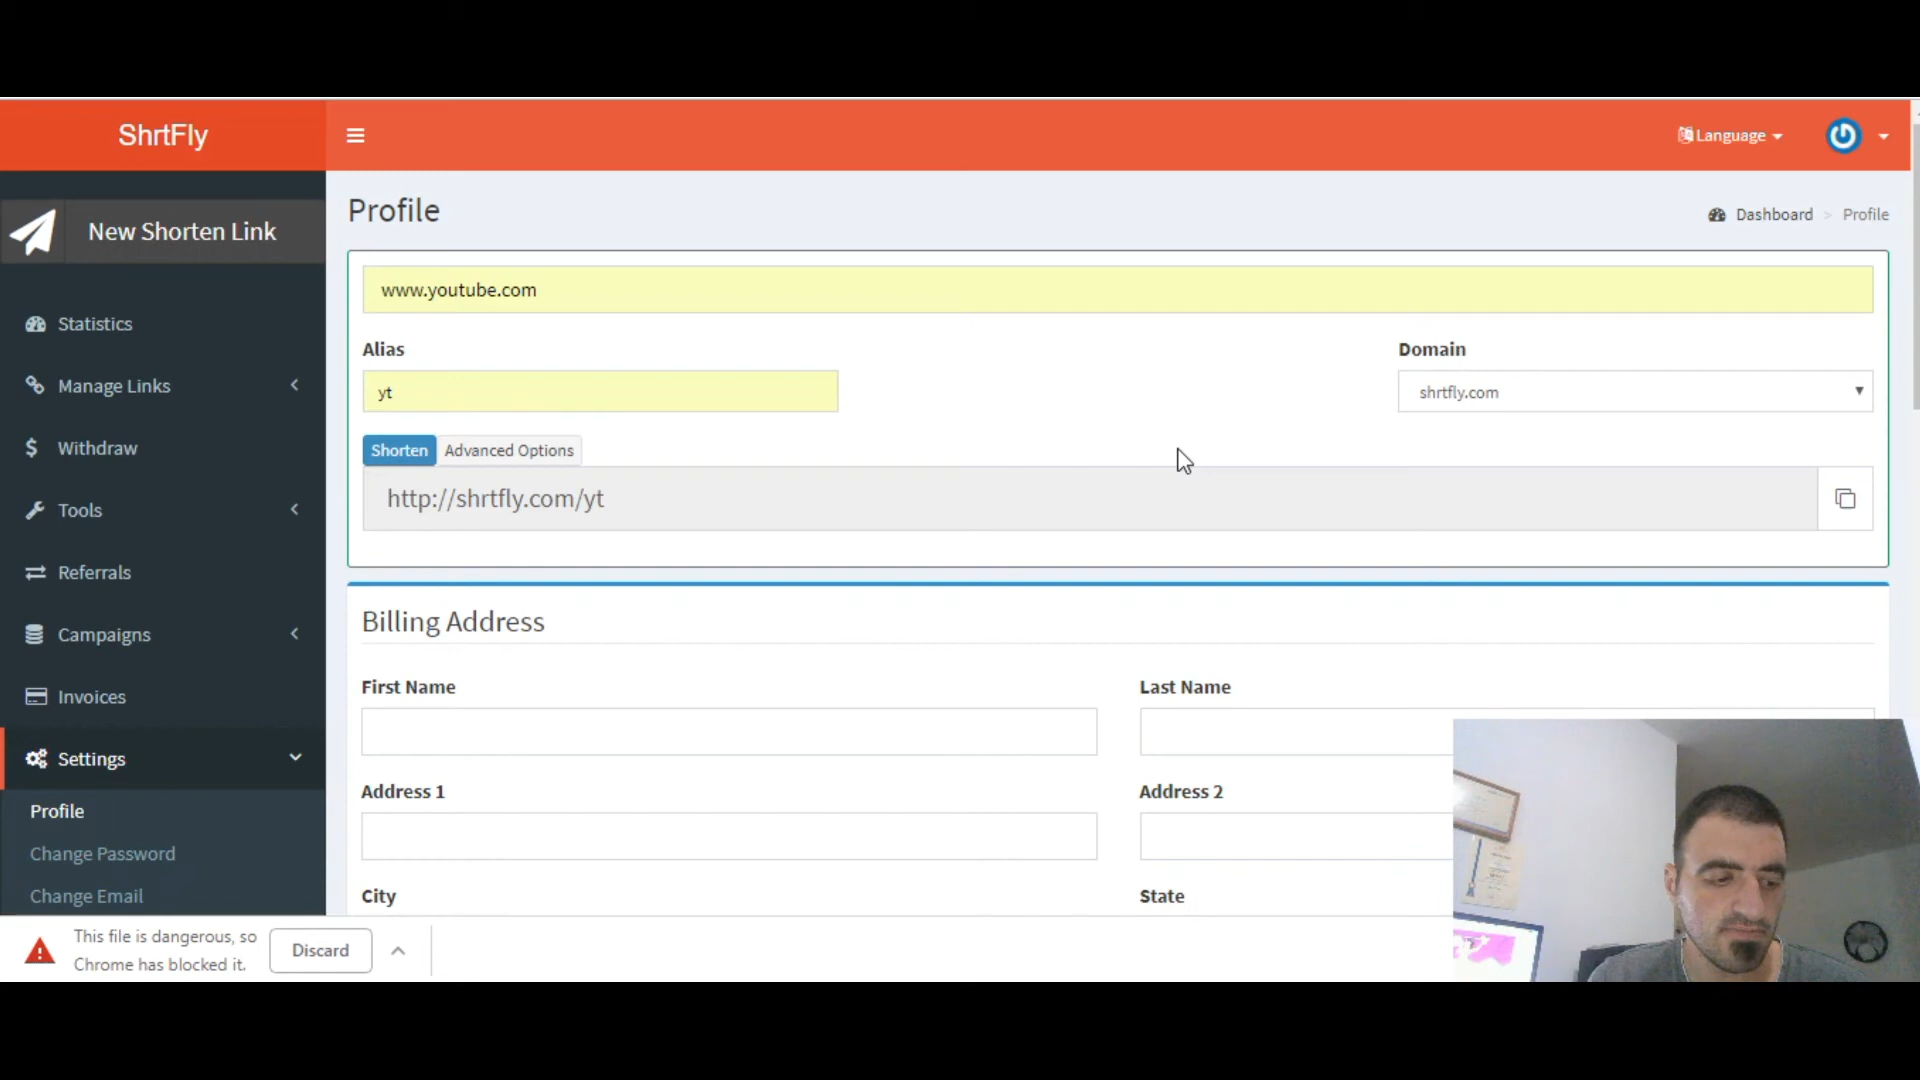 ShrtFly
Language
New Shorten Link
Profile
Dashboard > Profile
www.youtube.com
Statistics
Alias
Domain
Manage Links
yt
shrtfly.com
Withdraw
Shorten
Advanced Options
http://shrtfly.com/yt
Tools
Referrals
Billing Address
Campaigns
First Name
Last Name
Invoices
Settings
Address 1
Address 2
Profile
Change Password
City
State
Change Email
This file is dangerous, so
Chrome has blocked it.
Discard